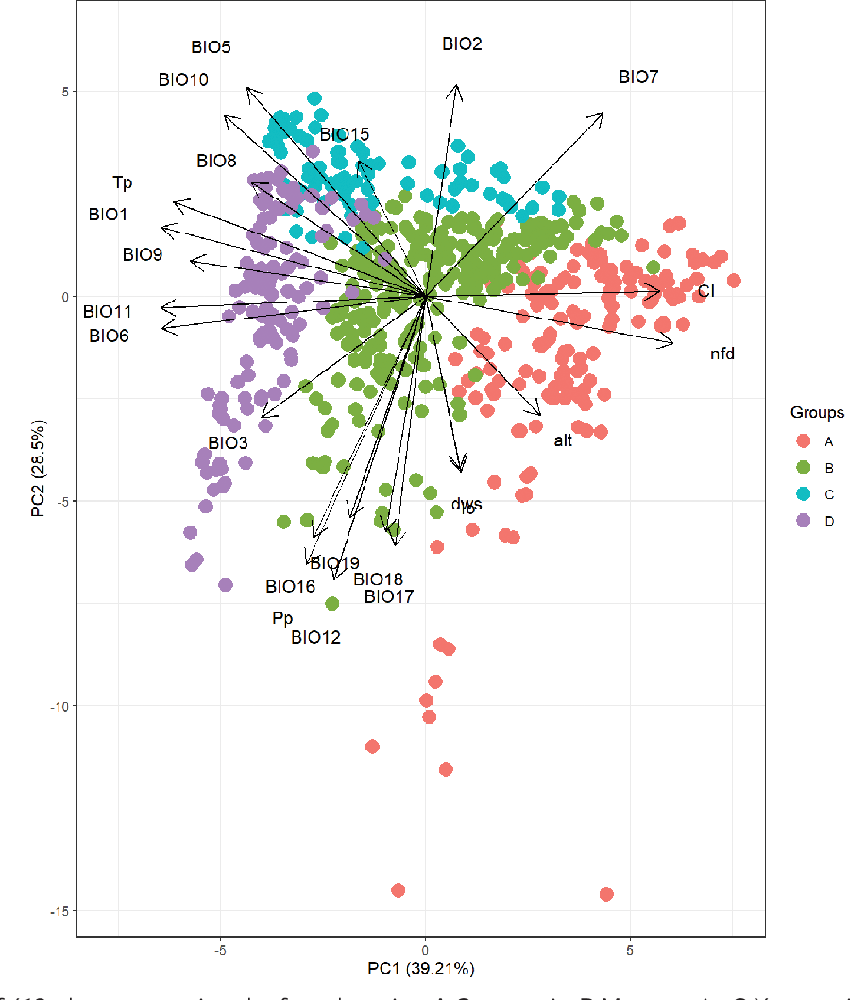 BIO5
BIO2
BIO10
BIO7
BIO15
BIO8
Tp
BIO1
BIO9
CI
BIO11
BIO6
nfd
BIO3
alt
dws
BIO19
BIO16
BIO18
BIO17
Pp
BIO12
5
0
-5
-10
-15
-5
0
5
PC1 (39.21%)
PC2 (28.5%)
Groups
A
B
C
D